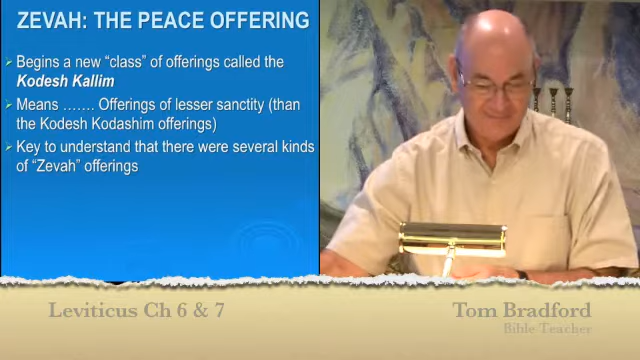 ZEVAH: THE PEACE OFFERING
Begins a new “class” of offerings called the
Kodesh Kallim
Means ……. Offerings of lesser sanctity (than
the Kodesh Kodashim offerings)
Key to understand that there were several kinds
of “Zevah” offerings
Leviticus Ch 6 & 7
Tom Bradford
Bible Teacher